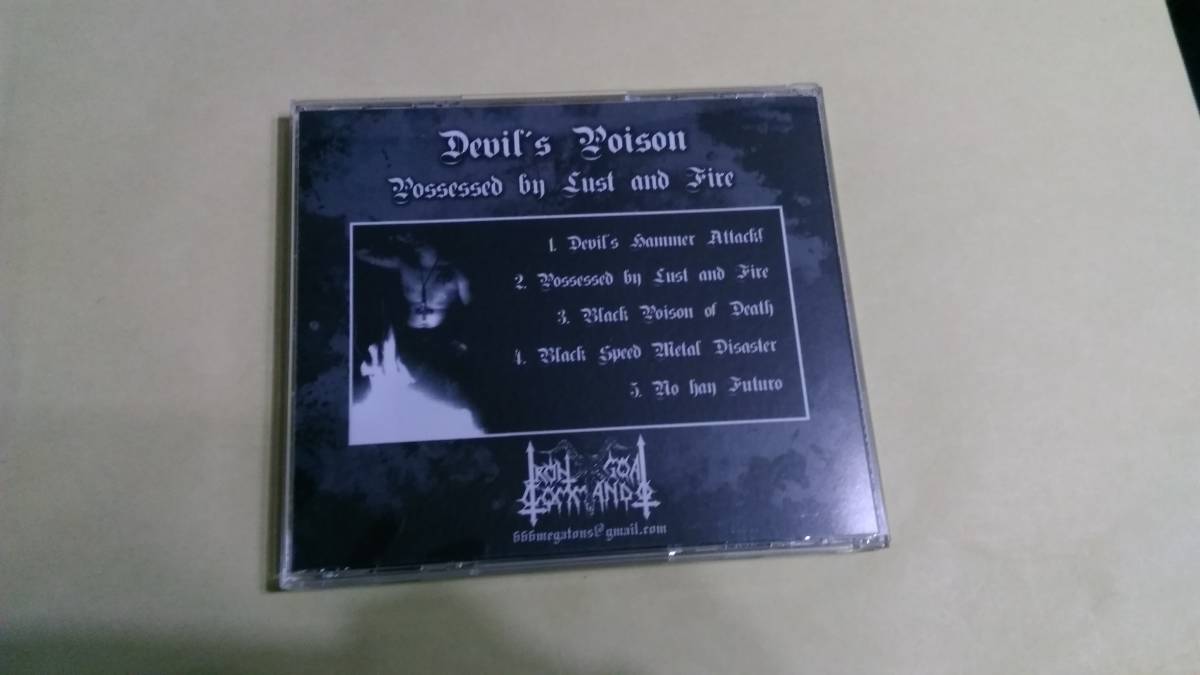 Devil´s Poison
Possessed by Lust and Fire
1. Devil´s Hammer Attack!
2. Possessed by Lust and Fire
3. Black Poison of Death
4. Black Speed Metal Disaster
5. No hay Futuro
IRON GOAT
COMMANDO
666megatons@gmail.com